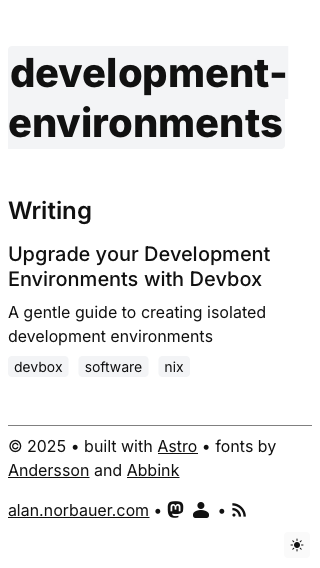 development-
environments
Writing
Upgrade your Development
Environments with Devbox
A gentle guide to creating isolated
development environments
devbox software nix
© 2025 • built with Astro • fonts by
Andersson and Abbink
alan.norbauer.com • •